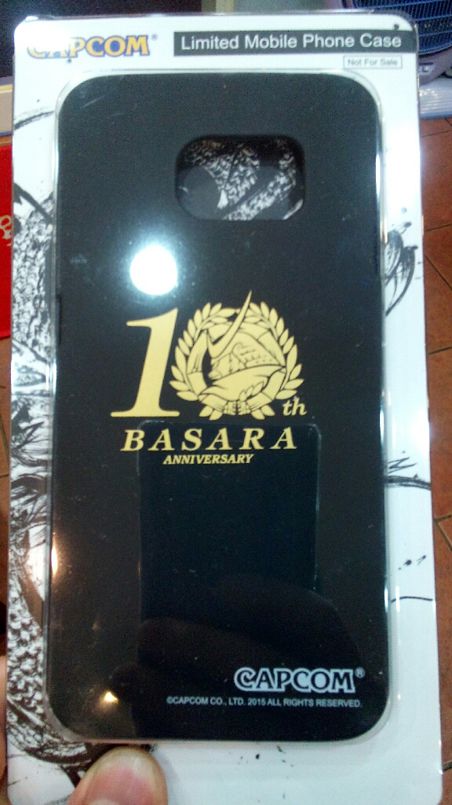 CAPCOM®
Limited Mobile Phone Case
Not For Sale
10th
BASARA
ANNIVERSARY
CAPCOM®
©CAPCOM CO., LTD. 2015 ALL RIGHTS RESERVED.